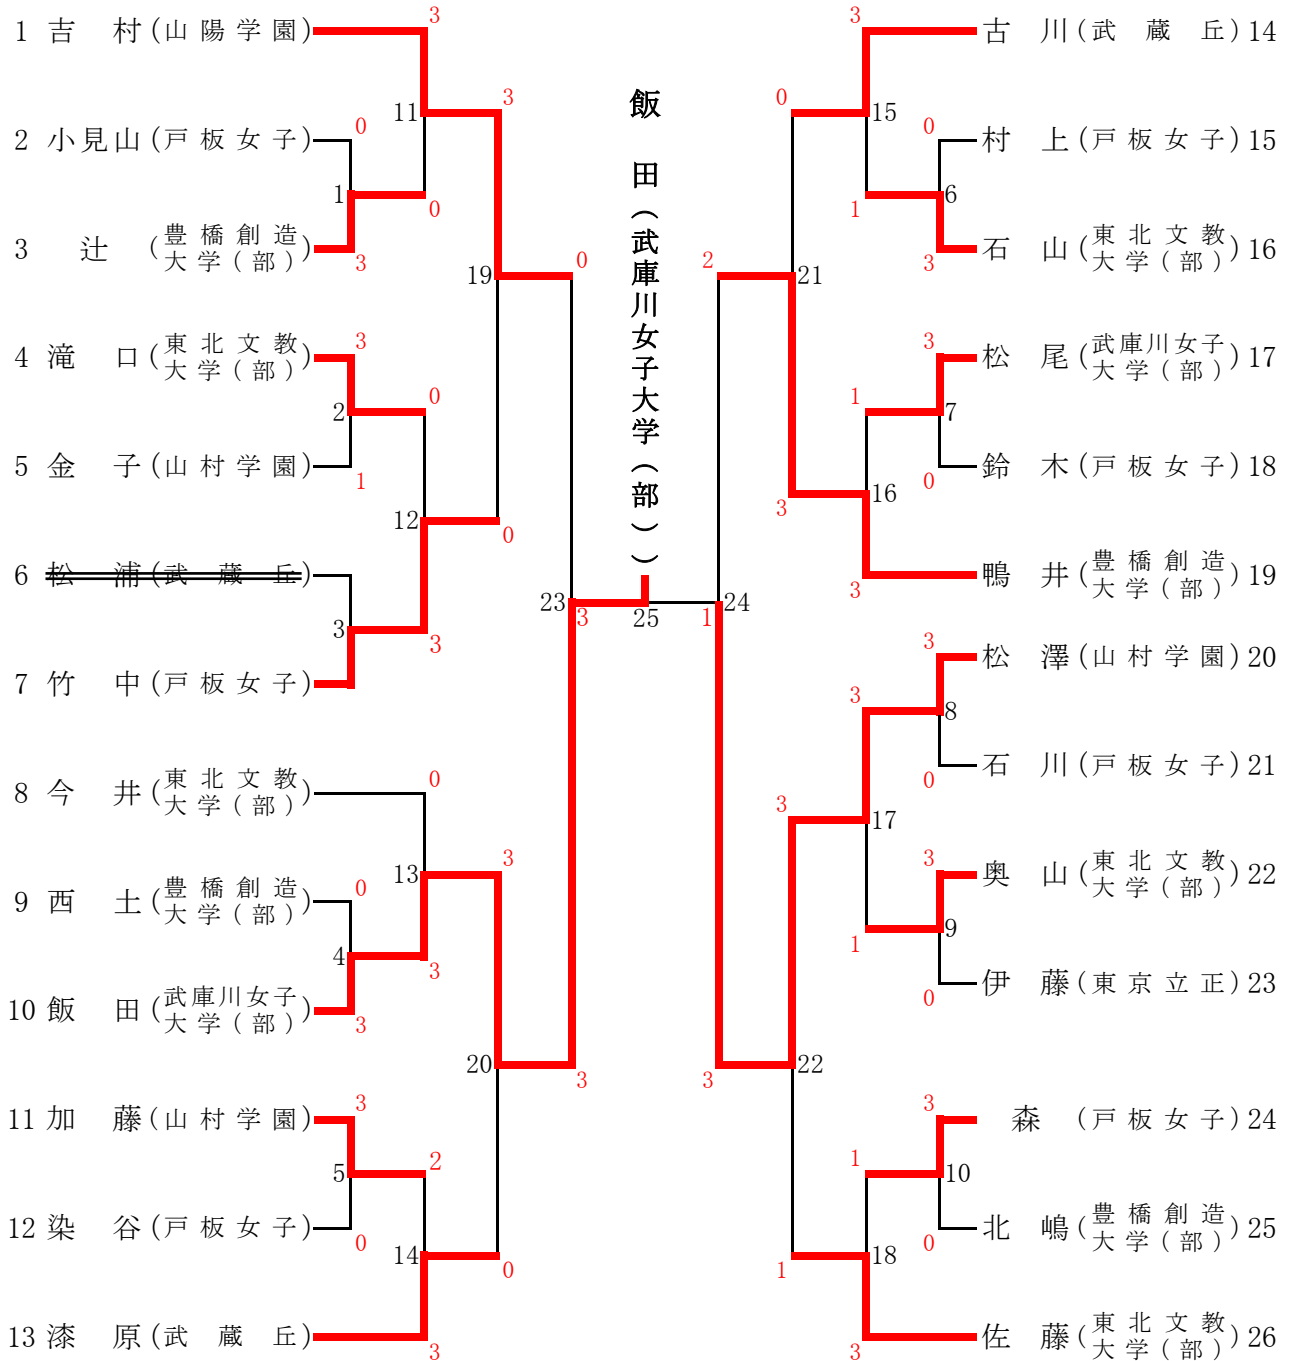 1 吉 村 (山陽学園)
2 小見山 (戸板女子)
3 辻 (豊橋創造大学(部))
4 滝 口 (東北文教大学(部))
5 金 子 (山村学園)
6 松 浦 (武蔵丘)
7 竹 中 (戸板女子)
8 今 井 (東北文教大学(部))
9 西 土 (豊橋創造大学(部))
10 飯 田 (武庫川女子大学(部))
11 加 藤 (山村学園)
12 染 谷 (戸板女子)
13 漆 原 (武蔵丘)
3
0
3
3
1
0
3
3
0
1
2
3
4
5
0
0
3
0
3
2
3
11
12
13
14
3
0
3
0
19
20
0
3
23
3
飯 田 (武庫川女子大学(部))
25
1
24
2
3
21
22
0
3
3
1
15
16
17
18
3
1
1
3
3
1
1
3
6
7
8
9
10
0
3
3
0
3
0
3
0
3
0
古 川 (武蔵丘) 14
村 上 (戸板女子) 15
石 山 (東北文教大学(部)) 16
松 尾 (武庫川女子大学(部)) 17
鈴 木 (戸板女子) 18
鴨 井 (豊橋創造大学(部)) 19
松 澤 (山村学園) 20
石 川 (戸板女子) 21
奥 山 (東北文教大学(部)) 22
伊 藤 (東京立正) 23
森 (戸板女子) 24
北 嶋 (豊橋創造大学(部)) 25
佐 藤 (東北文教大学(部)) 26